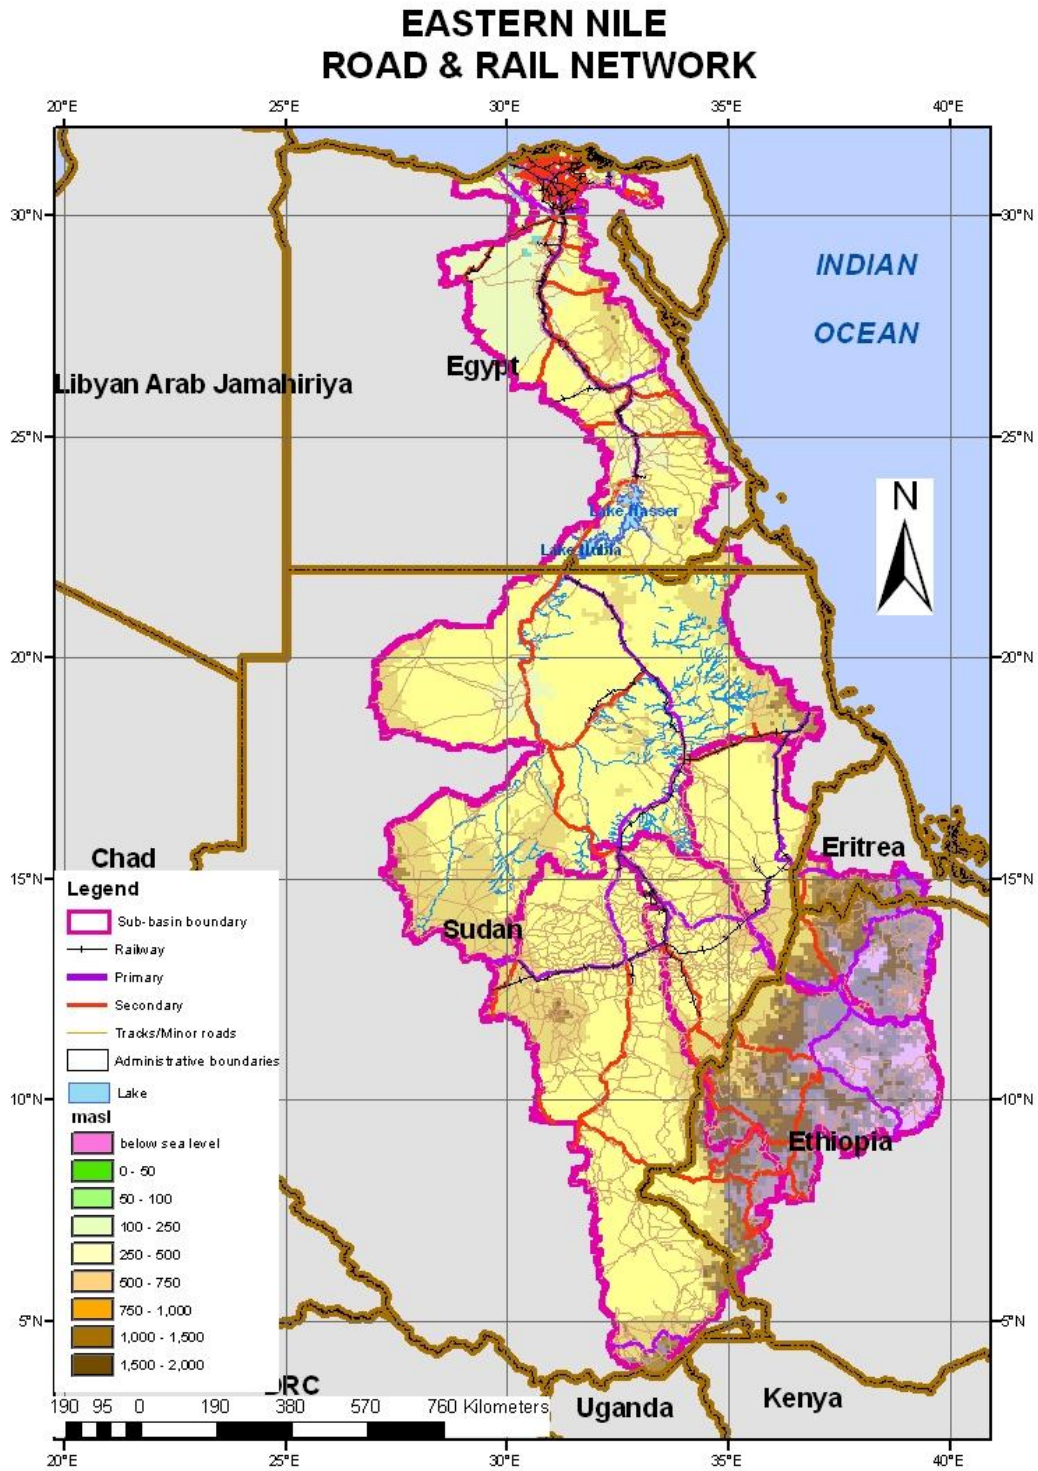 EASTERN NILE
ROAD & RAIL NETWORK
20°E 25°E 30°E 35°E 40°E
30°N 30°N
INDIAN
OCEAN
Egypt
Libyan Arab Jamahiriya
25°N 25°N
N
Lake Nasser
Lake Nubia
20°N 20°N
Eritrea
Chad
15°N 15°N
Sudan
Legend
Sub-basin boundary
Railway
Primary
Secondary
Tracks/Minor roads
Administrative boundaries
Lake
masl
below sea level
0 - 50
50 - 100
100 - 250
250 - 500
500 - 750
750 - 1,000
1,000 - 1,500
1,500 - 2,000
10°N 10°N
Ethiopia
5°N 5°N
DRC
Uganda
Kenya
190 95 0 190 380 570 760 Kilometers
20°E 25°E 30°E 35°E 40°E